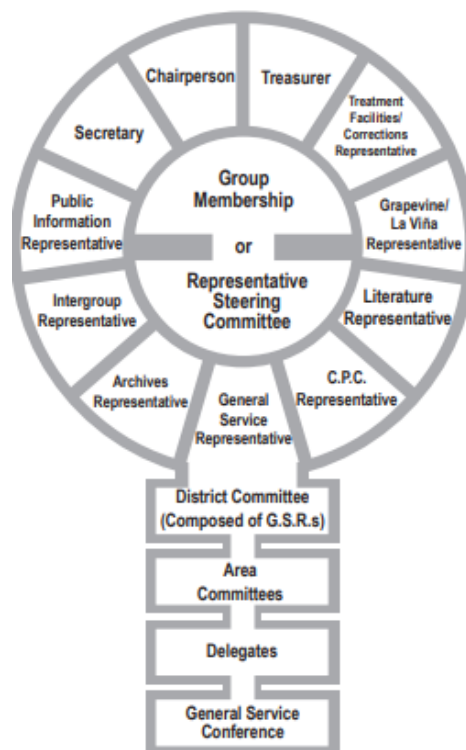 Chairperson
Treasurer
Treatment
Facilities/
Corrections
Representative
Secretary
Group
Membership
Public
Information
Representative
Grapevine/
La Viña
Representative
or
Intergroup
Representative
Representative
Steering
Committee
Literature
Representative
Archives
Representative
General
Service
Representative
C.P.C.
Representative
District Committee
(Composed of G.S.R.s)
Area
Committees
Delegates
General Service
Conference